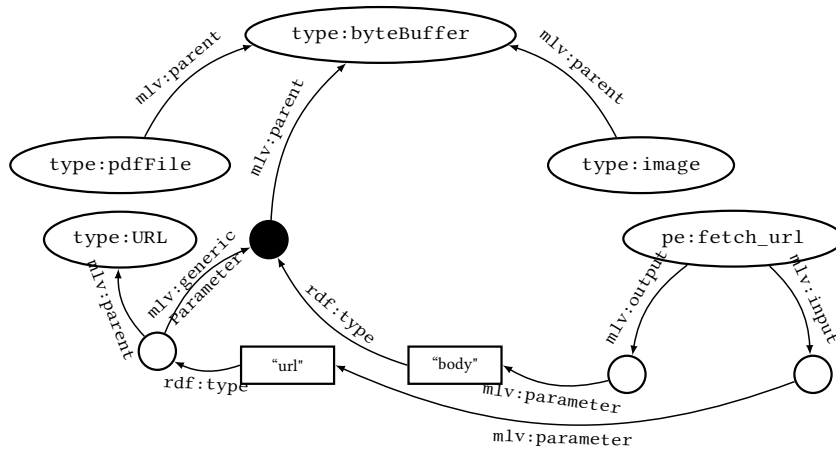 type:byteBuffer
mlv:parent
mlv:parent
mlv:parent
type:pdfFile
type:image
type:URL
pe:fetch_url
mlv:generic
Parameter
mlv:parent
rdf:type
mlv:output
mlv:input
"url"
"body"
rdf:type
mlv:parameter
mlv:parameter